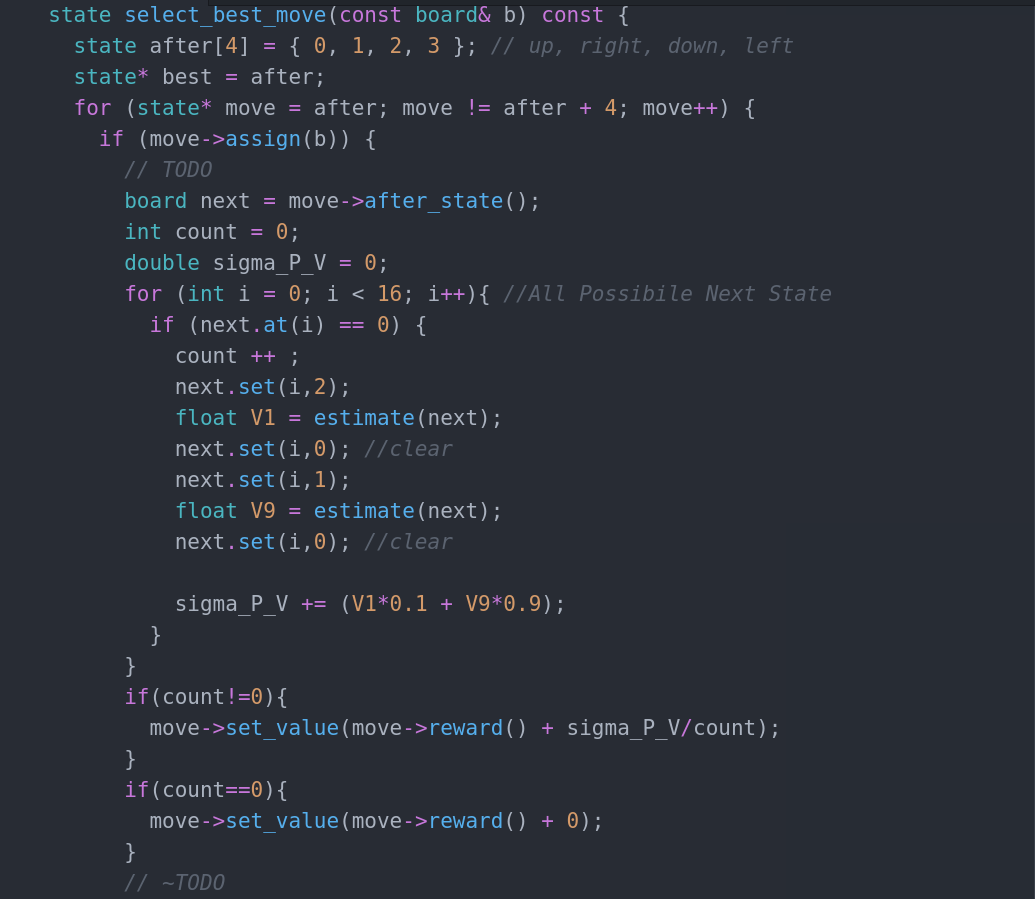 state select_best_move(const board& b) const {
  state after[4] = { 0, 1, 2, 3 }; // up, right, down, left
  state* best = after;
  for (state* move = after; move != after + 4; move++) {
    if (move->assign(b)) {
      // TODO
      board next = move->after_state();
      int count = 0;
      double sigma_P_V = 0;
      for (int i = 0; i < 16; i++){ //All Possibile Next State
        if (next.at(i) == 0) {
          count ++ ;
          next.set(i,2);
          float V1 = estimate(next);
          next.set(i,0); //clear
          next.set(i,1);
          float V9 = estimate(next);
          next.set(i,0); //clear

          sigma_P_V += (V1*0.1 + V9*0.9);
        }
      }
      if(count!=0){
        move->set_value(move->reward() + sigma_P_V/count);
      }
      if(count==0){
        move->set_value(move->reward() + 0);
      }
      // ~TODO